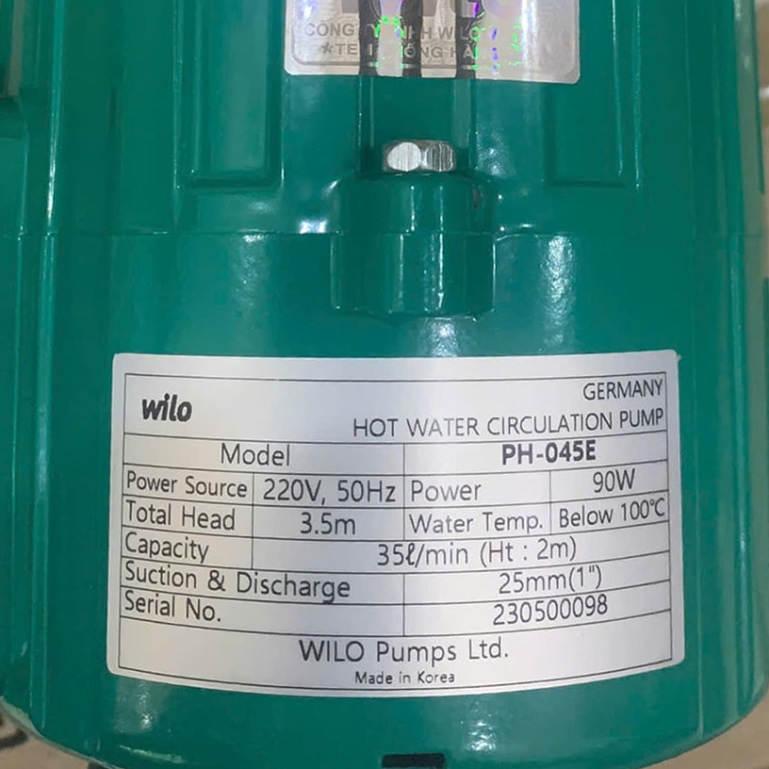 CÔNG
WILO
wilo
GERMANY
HOT WATER CIRCULATION PUMP
Model PH-045E
Power Source 220V, 50Hz Power 90W
Total Head 3.5m Water Temp. Below 100℃
Capacity 35ℓ/min (Ht : 2m)
Suction & Discharge 25mm(1")
Serial No. 230500098
WILO Pumps Ltd.
Made in Korea